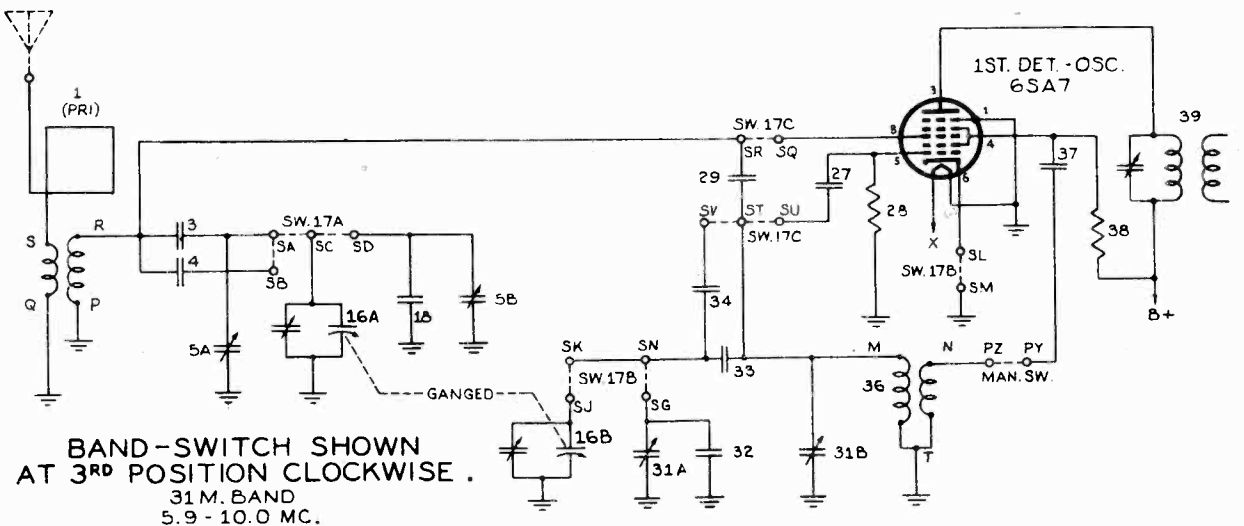 1
(PRI)
S
Q
R
P
3
4
5A
SW. 17A
SA
SC
SD
SB
16A
18
5B
GANGED
SW. 17C
SR
SQ
29
SV
ST
SU
SW. 17C
27
28
34
SK
SN
33
SW. 17B
SJ
SG
16B
31A
32
31B
M
N
36
T
PZ
PY
MAN. SW.
1ST. DET. - OSC.
6SA7
3
1
8
4
5
6
X
SL
SW. 17B
SM
37
38
39
B+
BAND-SWITCH SHOWN
AT 3RD POSITION CLOCKWISE .
31 M. BAND
5.9 - 10.0 MC.